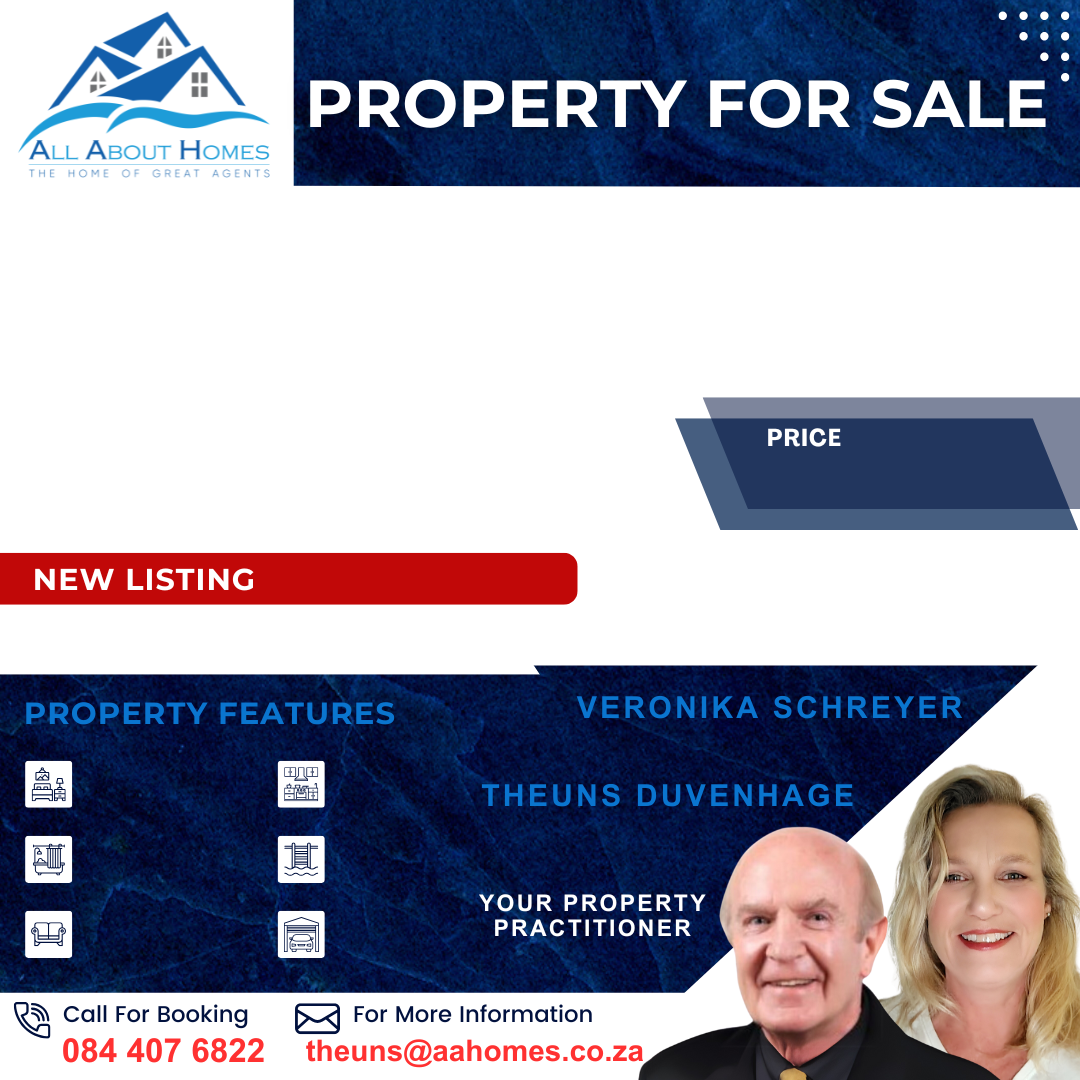 ALL ABOUT HOMES
THE HOME OF GREAT AGENTS
PROPERTY FOR SALE
PRICE
NEW LISTING
PROPERTY FEATURES
VERONIKA SCHREYER
THEUNS DUVENHAGE
YOUR PROPERTY
PRACTITIONER
Call For Booking
084 407 6822
For More Information
theuns@aahomes.co.za